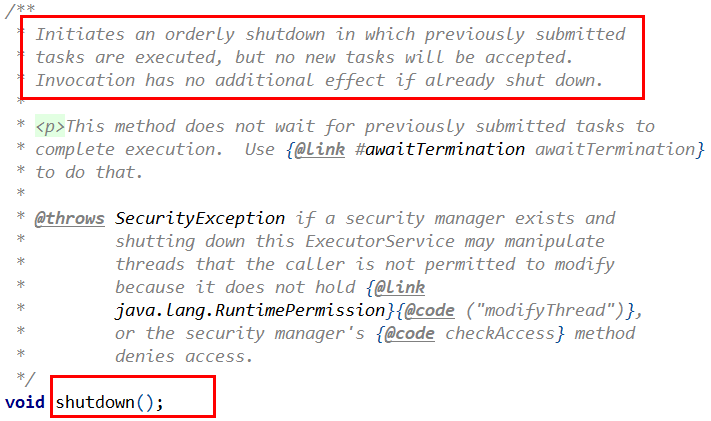 /**
* Initiates an orderly shutdown in which previously submitted
* tasks are executed, but no new tasks will be accepted.
* Invocation has no additional effect if already shut down.
*
* <p>This method does not wait for previously submitted tasks to
* complete execution.  Use {@link #awaitTermination awaitTermination}
* to do that.
*
* @throws SecurityException if a security manager exists and
*         shutting down this ExecutorService may manipulate
*         threads that the caller is not permitted to modify
*         because it does not hold {@link
*         java.lang.RuntimePermission}{@code ("modifyThread")},
*         or the security manager's {@code checkAccess} method
*         denies access.
*/
void shutdown();